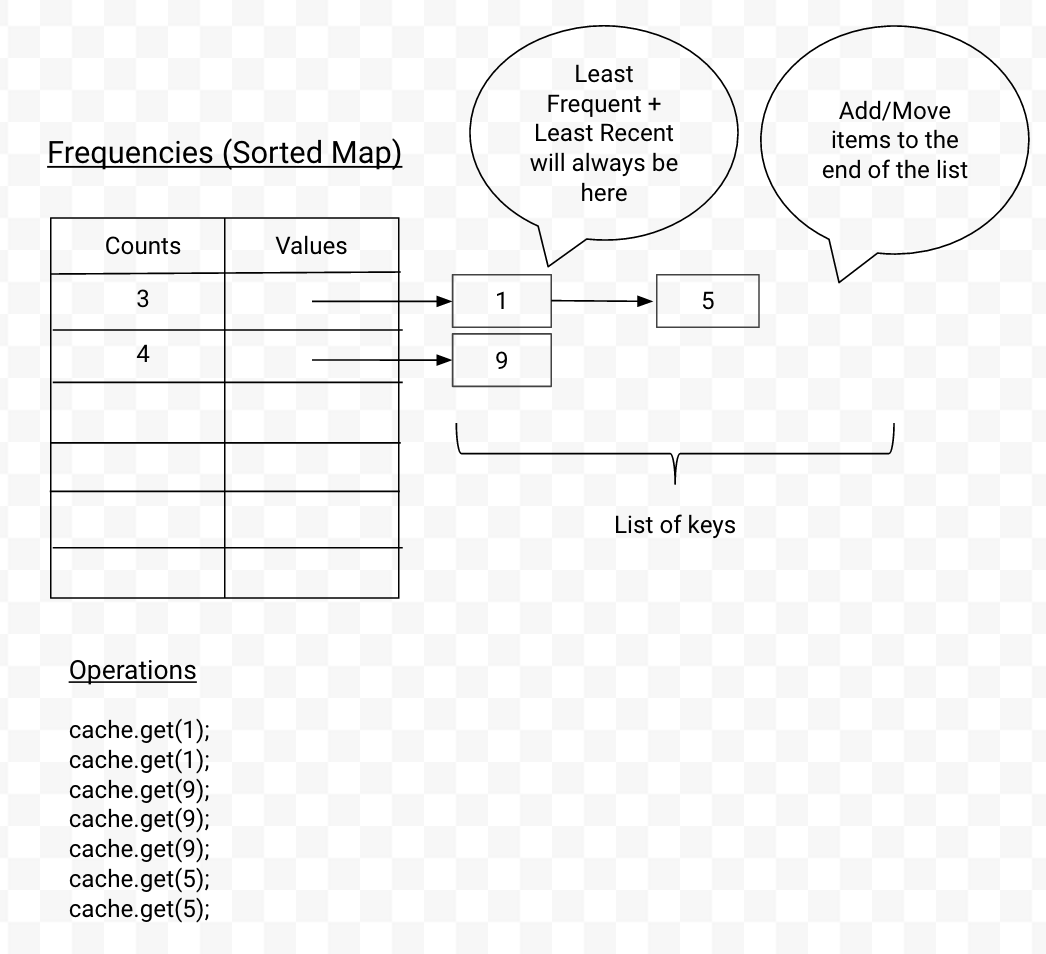 Least
Frequent +
Least Recent
will always be
here
Add/Move
items to the
end of the list
Frequencies (Sorted Map)
Counts
Values
3
1
5
4
9
List of keys
Operations
cache.get(1);
cache.get(1);
cache.get(9);
cache.get(9);
cache.get(9);
cache.get(5);
cache.get(5);